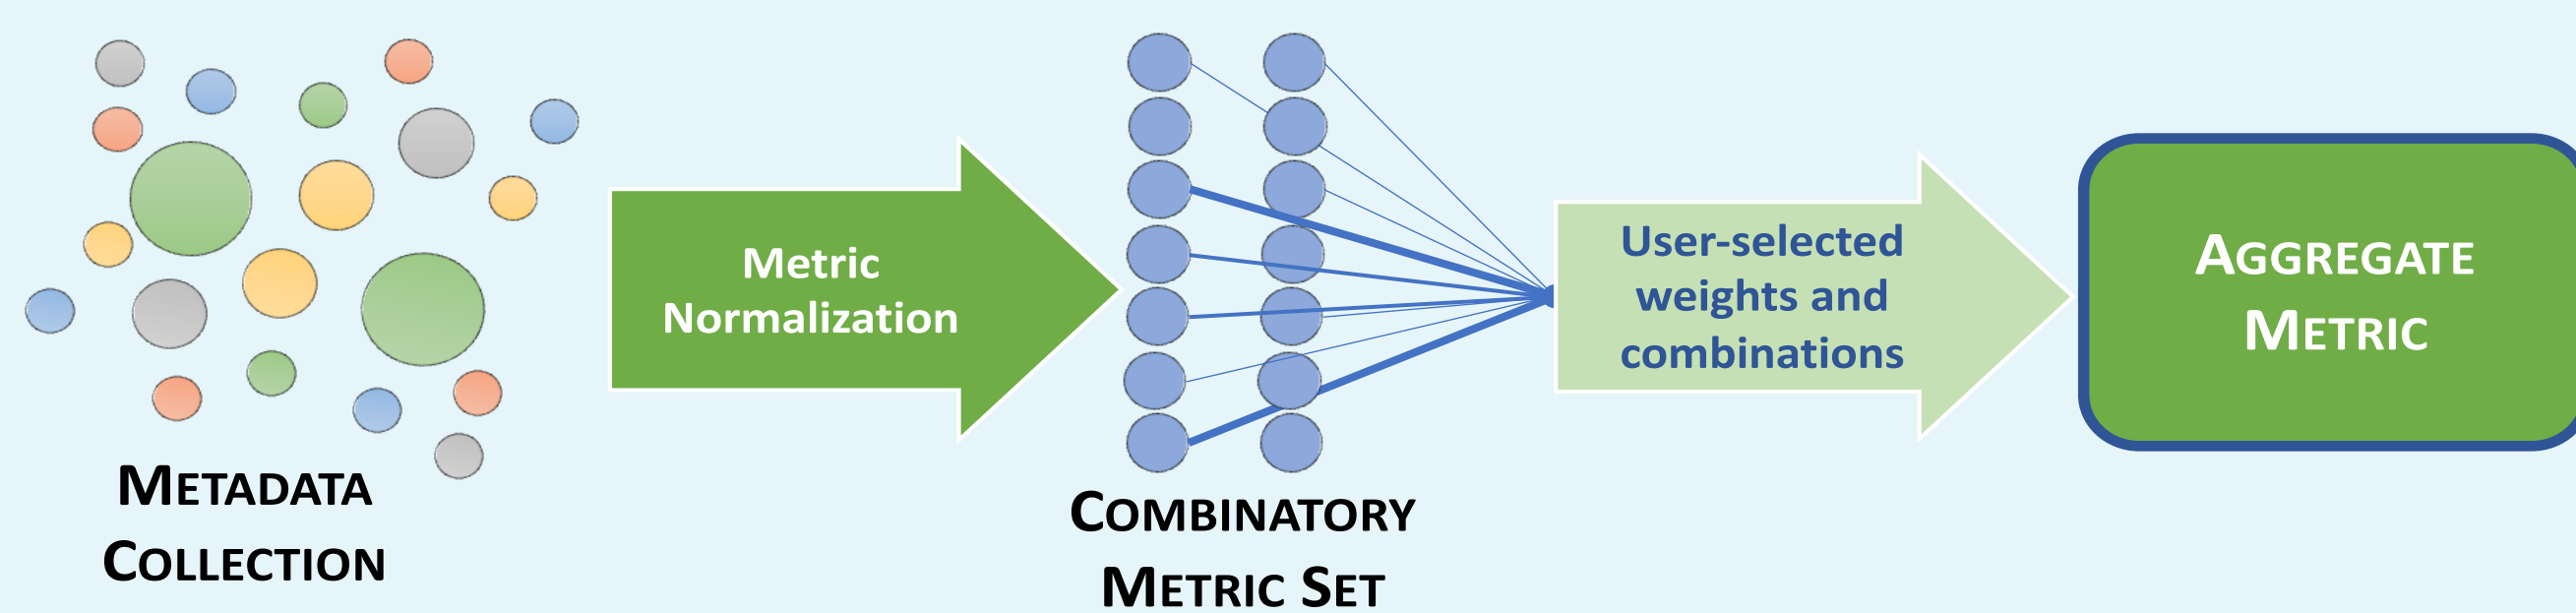 METADATA
COLLECTION
Metric
Normalization
COMBINATORY
METRIC SET
User-selected
weights and
combinations
AGGREGATE
METRIC